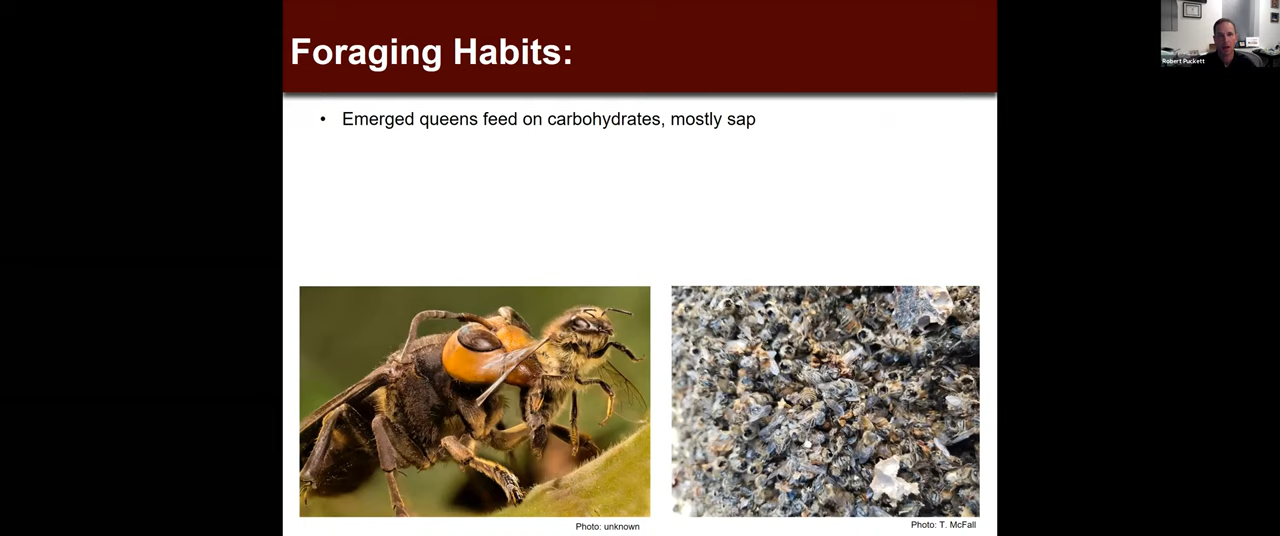 Foraging Habits:
Robert Puckett
• Emerged queens feed on carbohydrates, mostly sap
Photo: unknown
Photo: T. McFall